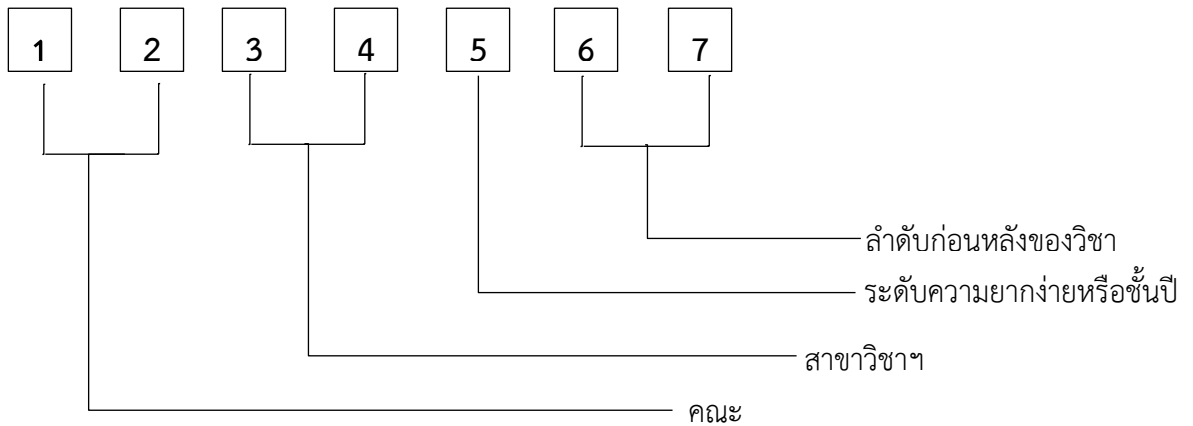 1 2 3 4 5 6 7
ลำดับก่อนหลังของวิชา
ระดับความยากง่ายหรือชั้นปี
สาขาวิชาฯ
คณะ